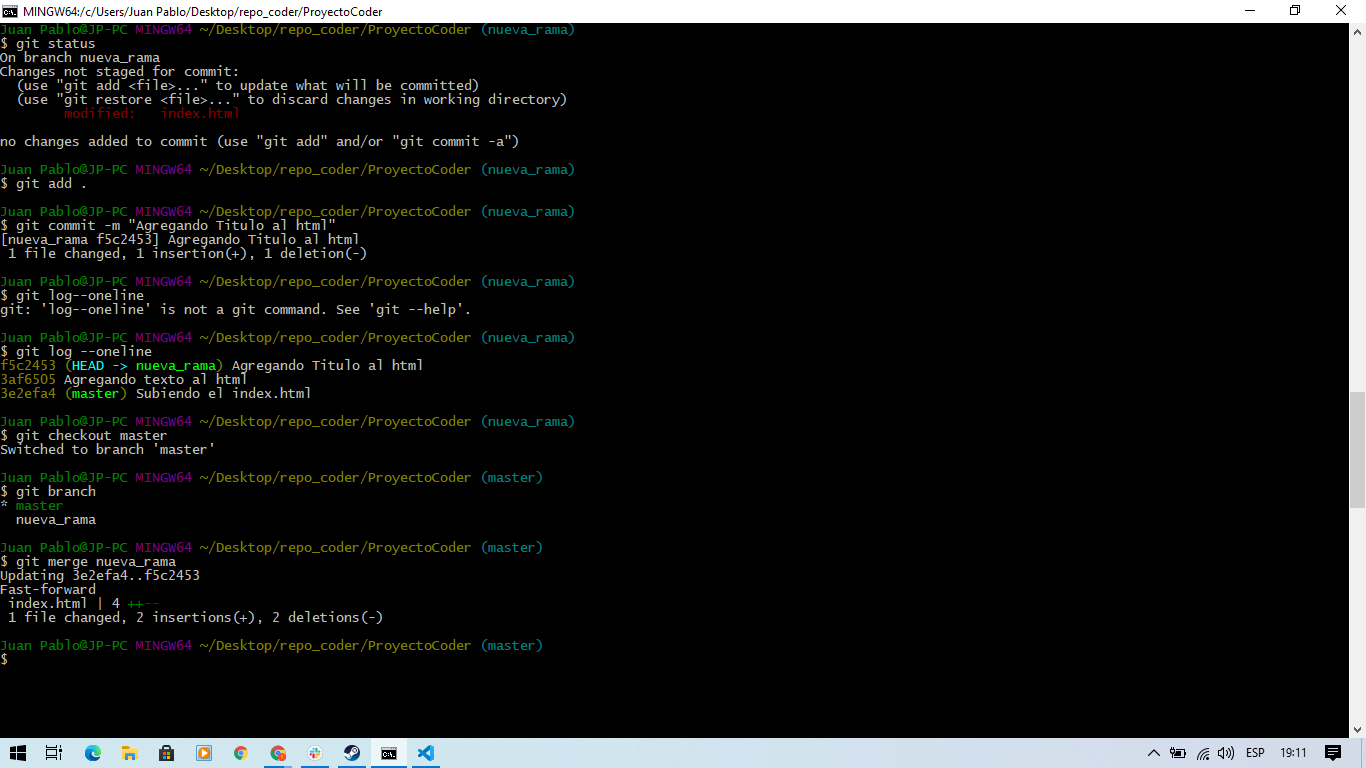 MINGW64:/c/Users/Juan Pablo/Desktop/repo_coder/ProyectoCoder
Juan Pablo@JP-PC MINGW64 ~/Desktop/repo_coder/ProyectoCoder (nueva_rama)
$ git status
On branch nueva_rama
Changes not staged for commit:
  (use "git add <file>..." to update what will be committed)
  (use "git restore <file>..." to discard changes in working directory)
        modified:   index.html

no changes added to commit (use "git add" and/or "git commit -a")

Juan Pablo@JP-PC MINGW64 ~/Desktop/repo_coder/ProyectoCoder (nueva_rama)
$ git add .

Juan Pablo@JP-PC MINGW64 ~/Desktop/repo_coder/ProyectoCoder (nueva_rama)
$ git commit -m "Agregando Titulo al html"
[nueva_rama f5c2453] Agregando Titulo al html
 1 file changed, 1 insertion(+), 1 deletion(-)

Juan Pablo@JP-PC MINGW64 ~/Desktop/repo_coder/ProyectoCoder (nueva_rama)
$ git log--oneline
git: 'log--oneline' is not a git command. See 'git --help'.

Juan Pablo@JP-PC MINGW64 ~/Desktop/repo_coder/ProyectoCoder (nueva_rama)
$ git log --oneline
f5c2453 (HEAD -> nueva_rama) Agregando Titulo al html
3af6505 Agregando texto al html
3e2efa4 (master) Subiendo el index.html

Juan Pablo@JP-PC MINGW64 ~/Desktop/repo_coder/ProyectoCoder (nueva_rama)
$ git checkout master
Switched to branch 'master'

Juan Pablo@JP-PC MINGW64 ~/Desktop/repo_coder/ProyectoCoder (master)
$ git branch
* master
  nueva_rama

Juan Pablo@JP-PC MINGW64 ~/Desktop/repo_coder/ProyectoCoder (master)
$ git merge nueva_rama
Updating 3e2efa4..f5c2453
Fast-forward
 index.html | 4 ++--
 1 file changed, 2 insertions(+), 2 deletions(-)

Juan Pablo@JP-PC MINGW64 ~/Desktop/repo_coder/ProyectoCoder (master)
$
ESP
19:11